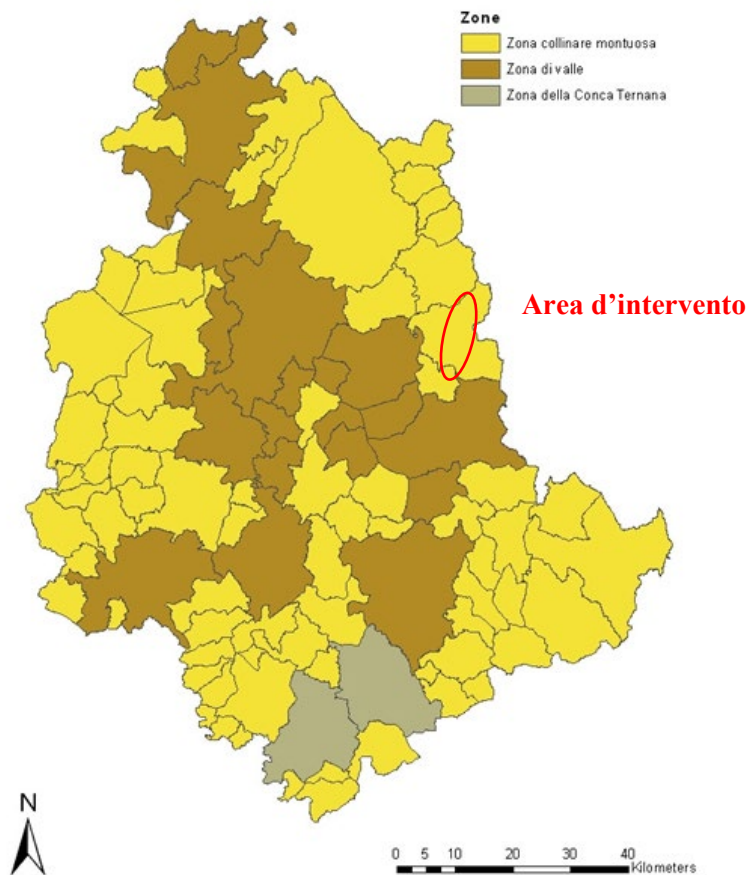 Zone
Zona collinare montuosa
Zona di valle
Zona della Conca Ternana
Area d’intervento
N
0 5 10 20 30 40
Kilometers